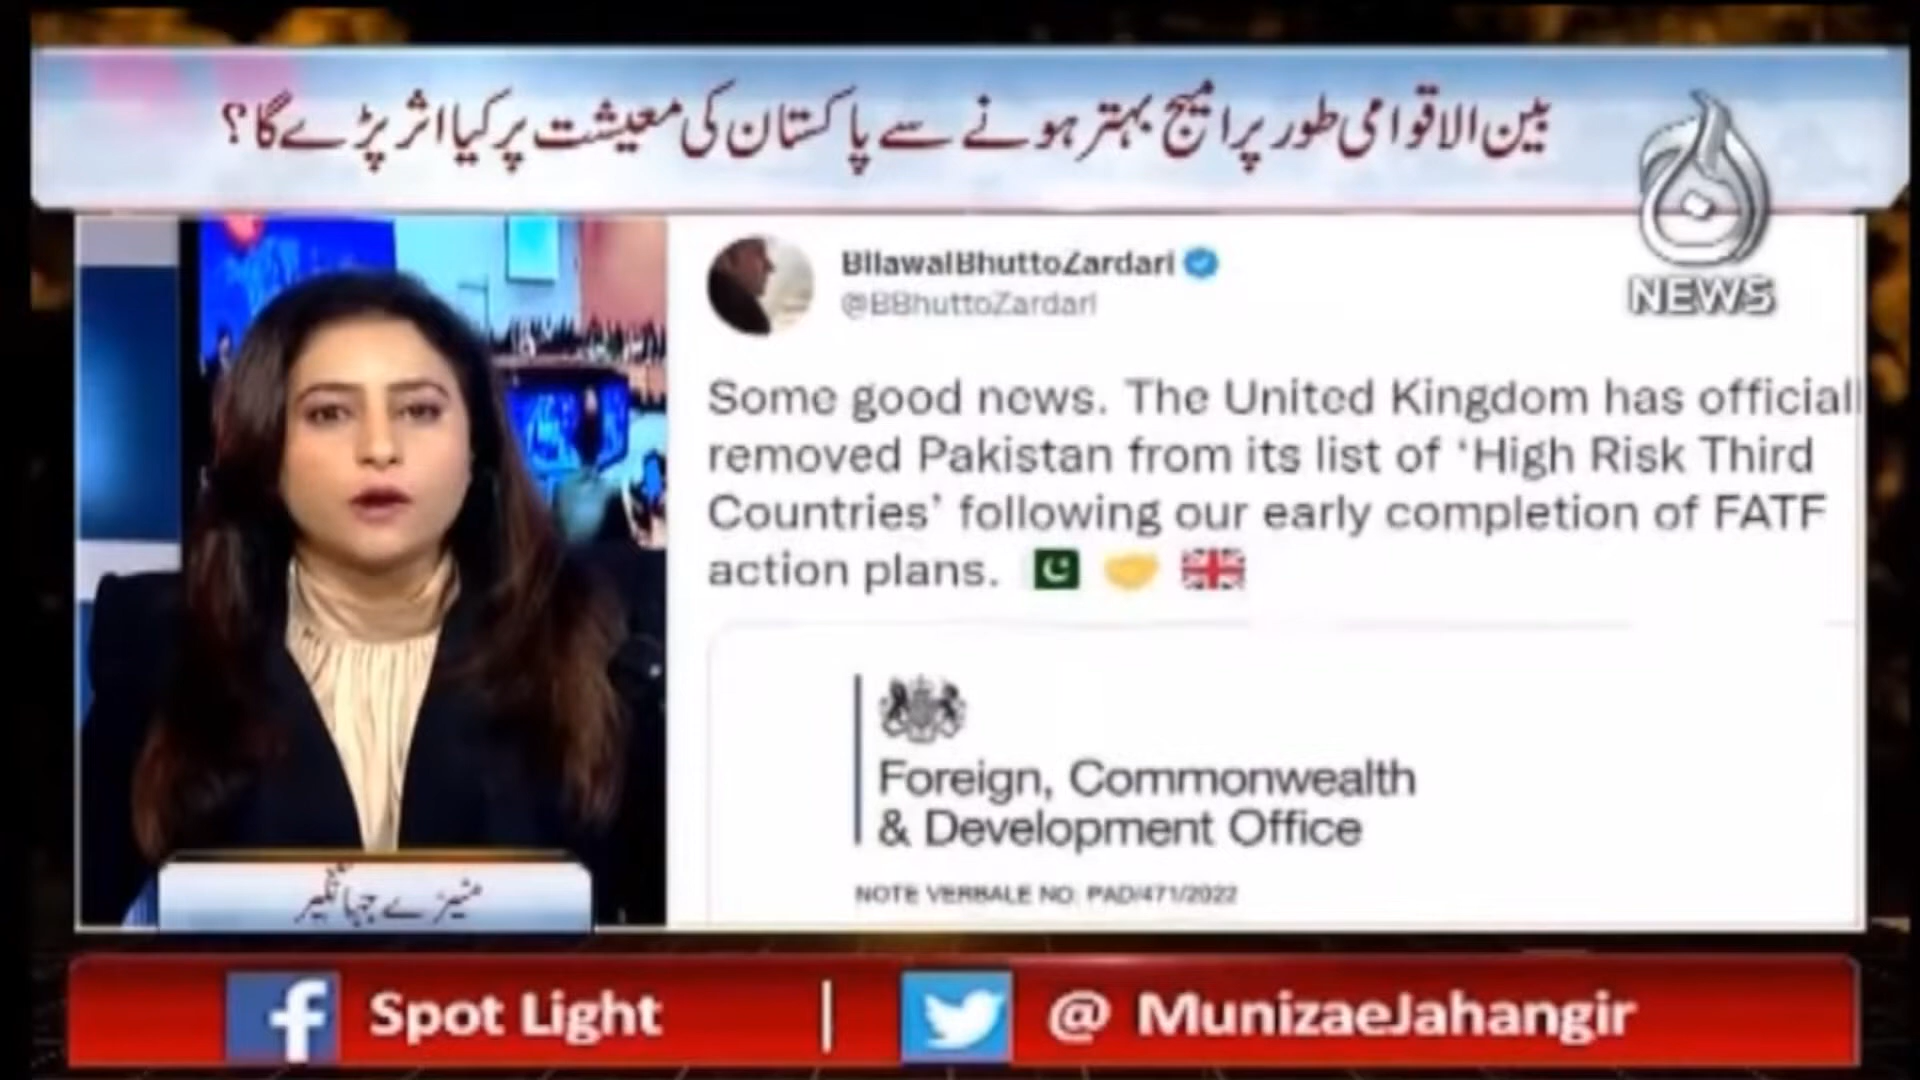 بین الاقوامی طور پر امیج بہتر ہونے سے پاکستان کی معیشت پر کیا اثر پڑے گا؟
NEWS
BilawalBhuttoZardari
@BBhuttoZardari
Some good news. The United Kingdom has officiall
removed Pakistan from its list of ‘High Risk Third
Countries’ following our early completion of FATF
action plans. 🇵🇰 🤝 🇬🇧
Foreign, Commonwealth
& Development Office
NOTE VERBALE NO: PAD/471/2022
منیزے جہانگیر
f Spot Light | @ MunizaeJahangir